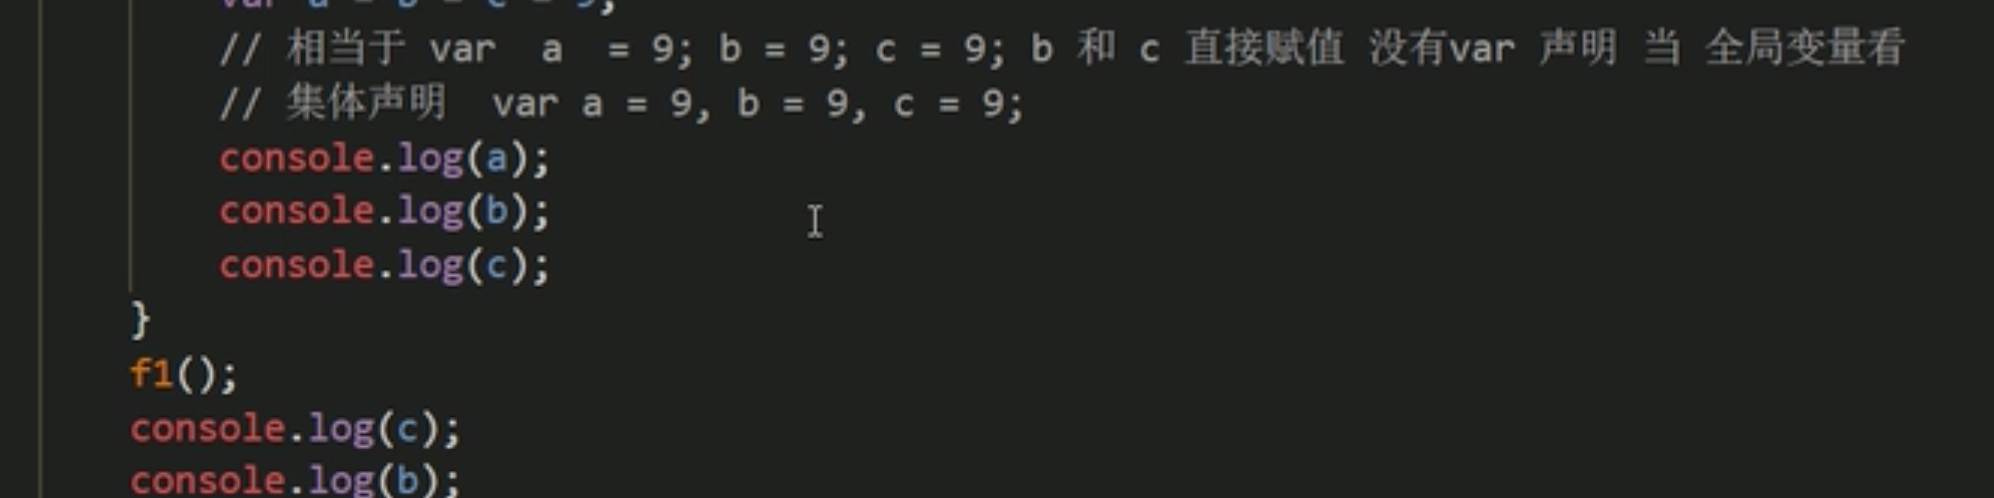 var a = b = c = 9;
// 相当于 var  a  = 9; b = 9; c = 9; b 和 c 直接赋值 没有var 声明 当 全局变量看
// 集体声明  var a = 9, b = 9, c = 9;
console.log(a);
console.log(b);
console.log(c);
}
f1();
console.log(c);
console.log(b);